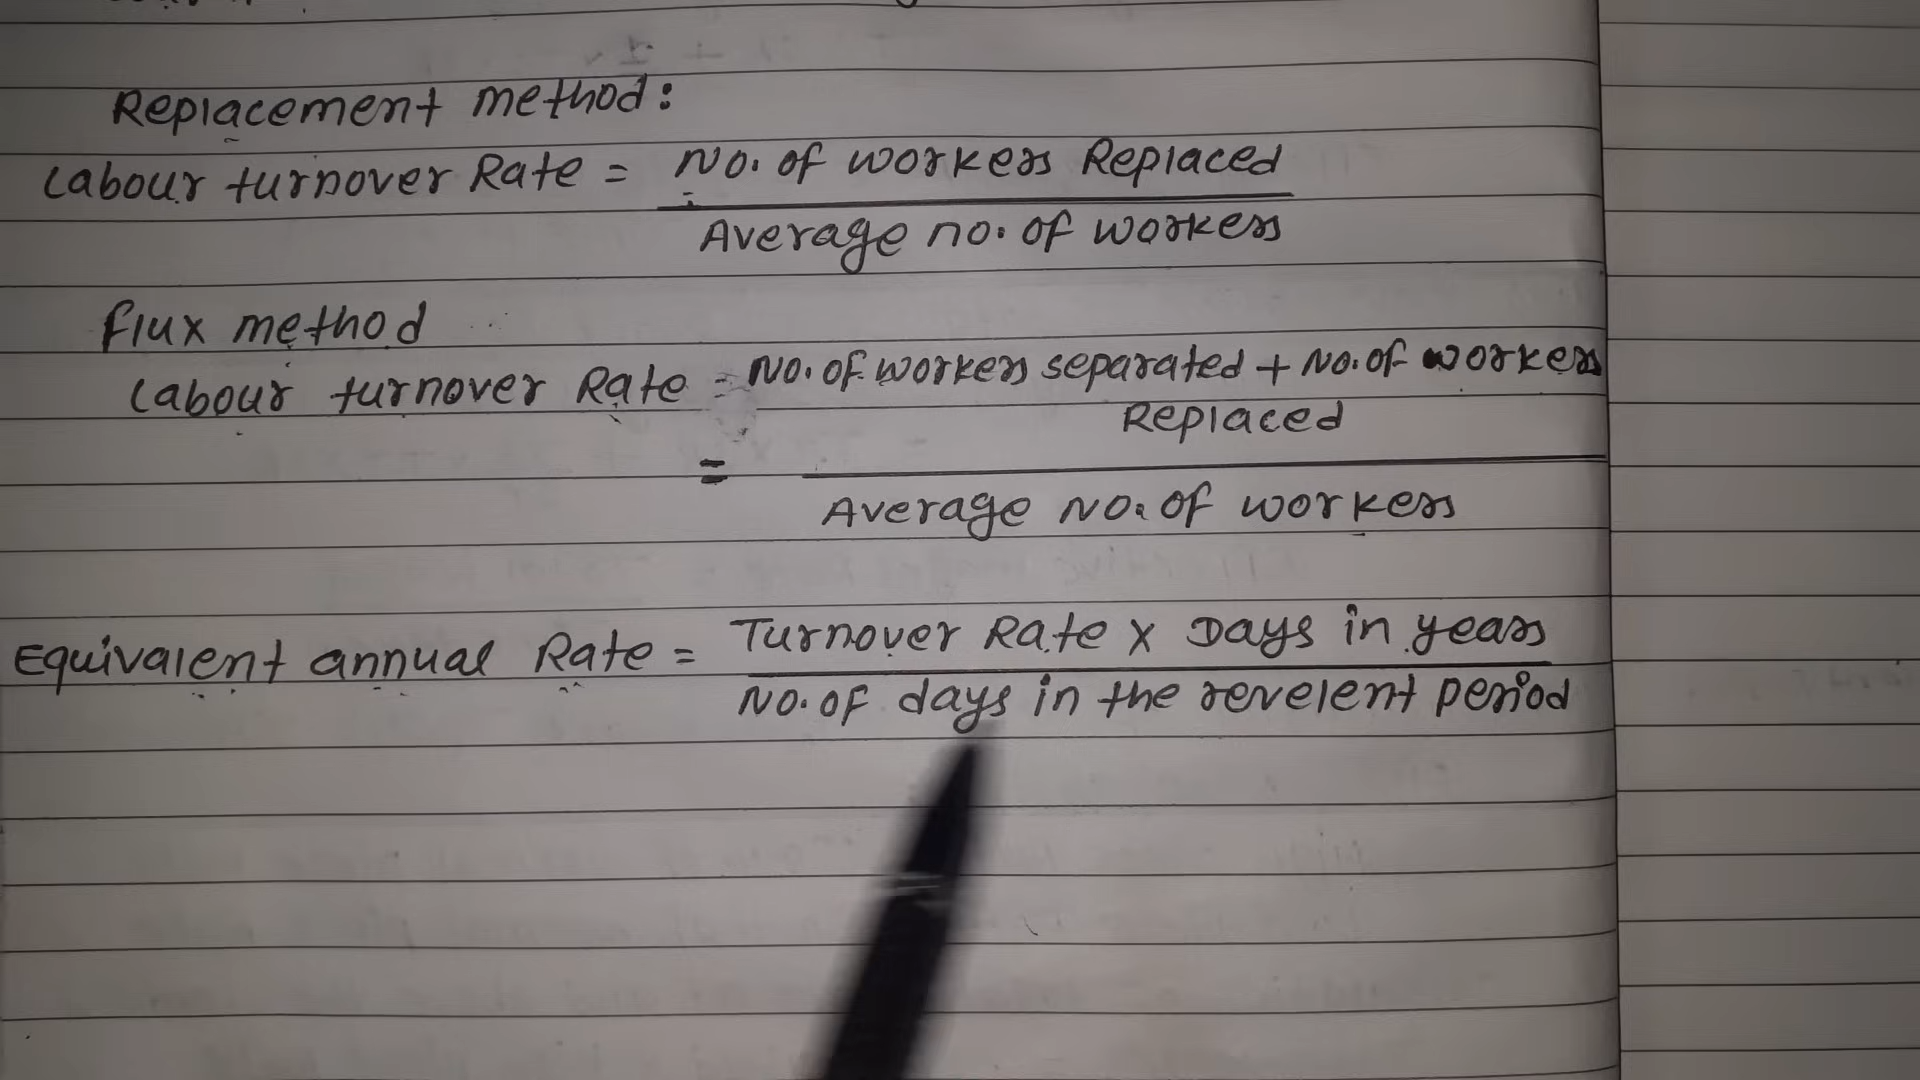 Replacement method:
Labour turnover Rate = No. of workers Replaced
Average no. of workers
flux method
Labour turnover Rate = No. of workers separated + No. of workers
Replaced
=
Average No. of workers
Equivalent annual Rate = Turnover Rate x Days in years
No. of days in the revelent period